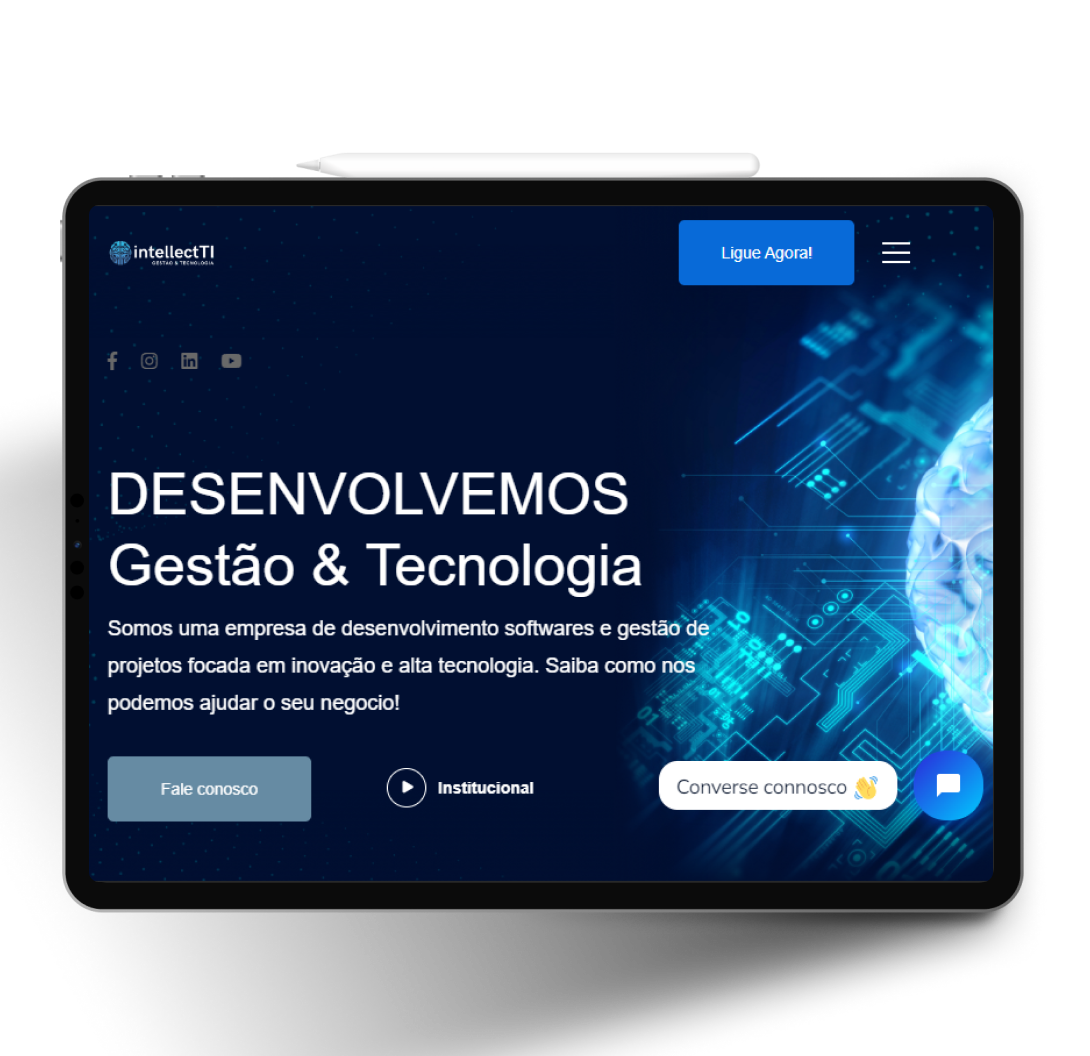 intellectTI
GESTÃO & TECNOLOGIA
Ligue Agora!
DESENVOLVEMOS
Gestão & Tecnologia
Somos uma empresa de desenvolvimento softwares e gestão de
projetos focada em inovação e alta tecnologia. Saiba como nos
podemos ajudar o seu negocio!
Fale conosco
Institucional
Converse connosco 👋
01